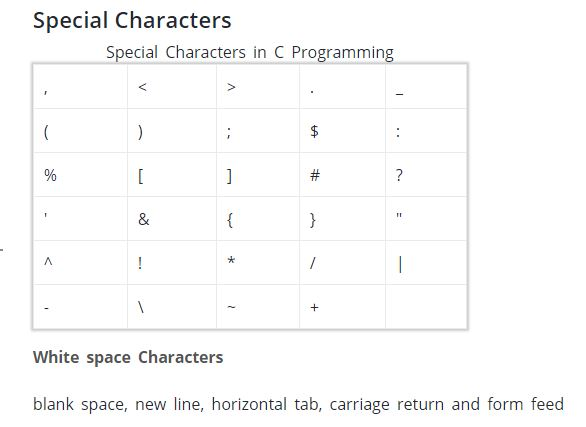 Special Characters
Special Characters in C Programming
, < > . _
( ) ; $ :
% [ ] # ?
' & { } "
^ ! * / |
- \ ~ +
White space Characters
blank space, new line, horizontal tab, carriage return and form feed